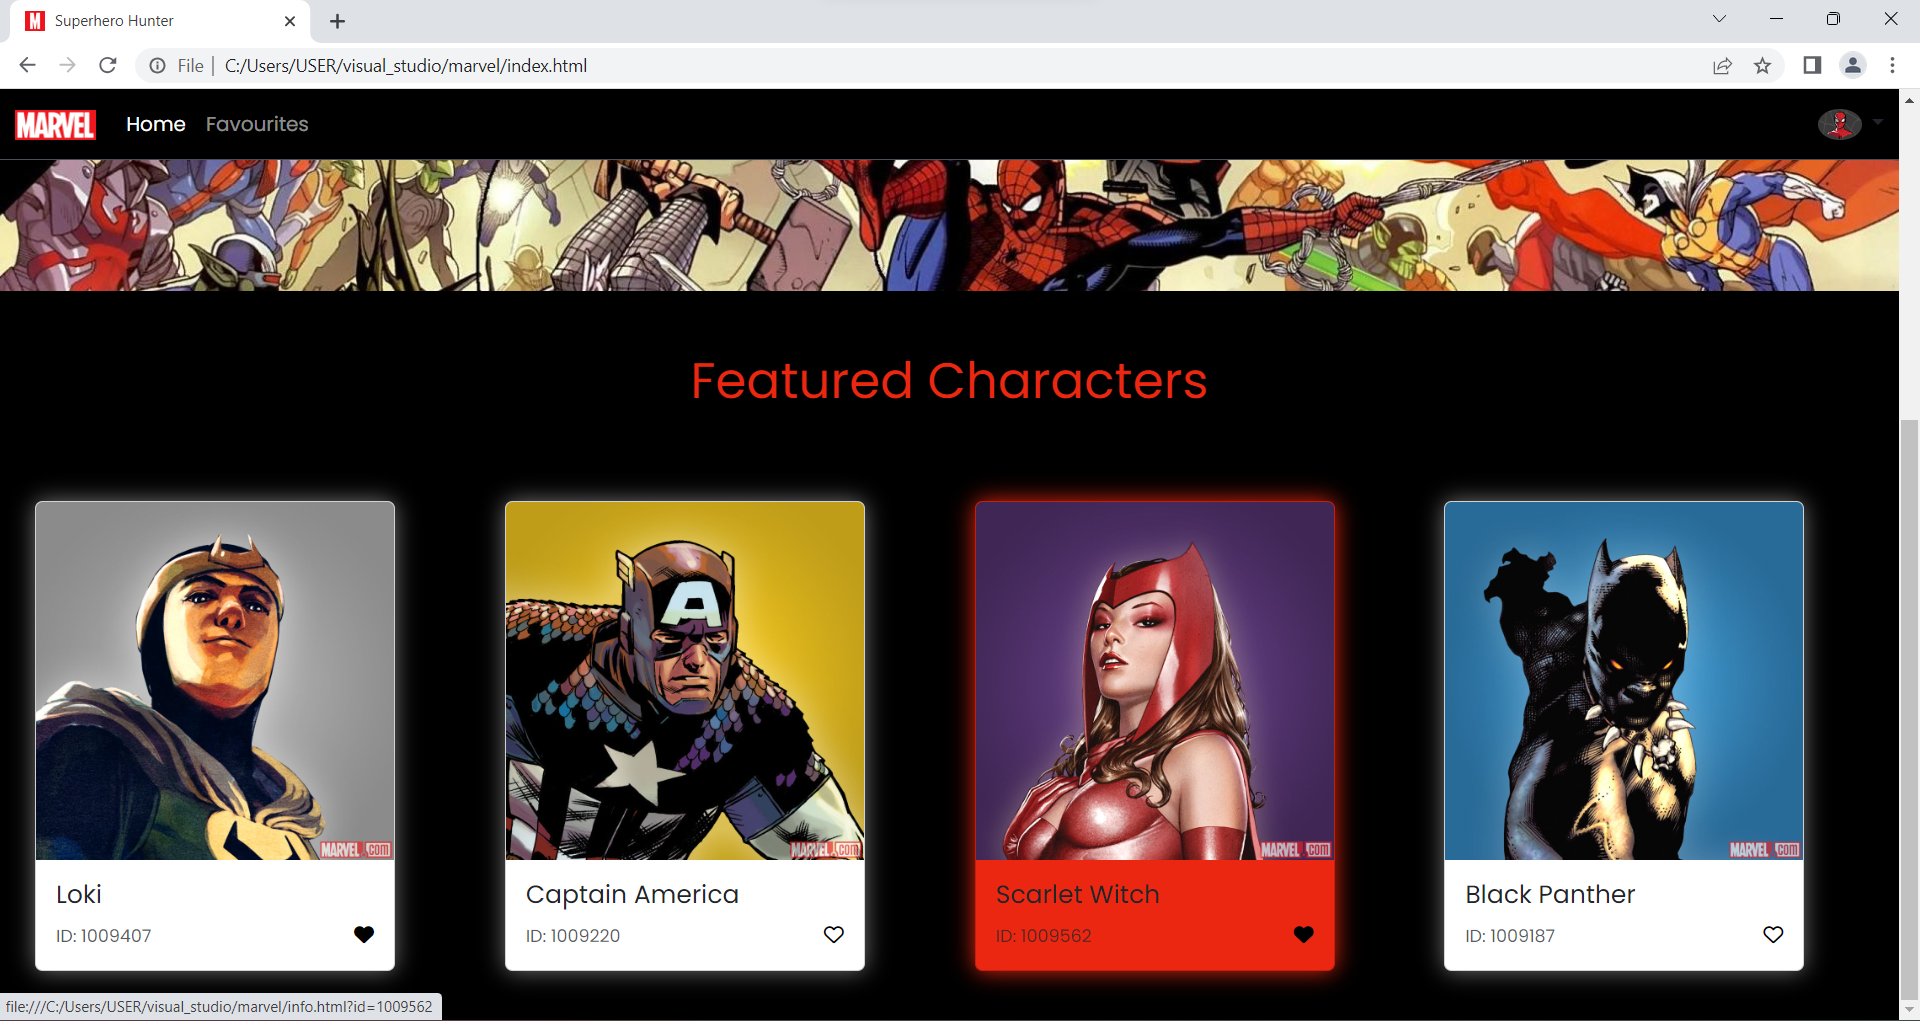 Superhero Hunter
File | C:/Users/USER/visual_studio/marvel/index.html
MARVEL Home Favourites
Featured Characters
MARVEL.COM
MARVEL.COM
MARVEL.COM
MARVEL.COM
A
Loki
ID: 1009407
Captain America
ID: 1009220
Scarlet Witch
ID: 1009562
Black Panther
ID: 1009187
file:///C:/Users/USER/visual_studio/marvel/info.html?id=1009562